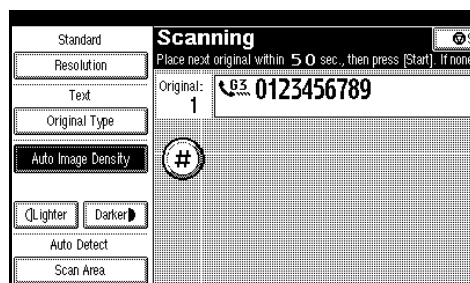 Standard
Resolution
Text
Original Type
Auto Image Density
Lighter
Darker
Auto Detect
Scan Area
Scanning
Place next original within 50 sec., then press [Start]. If none
Original:
1
G3 0123456789
#